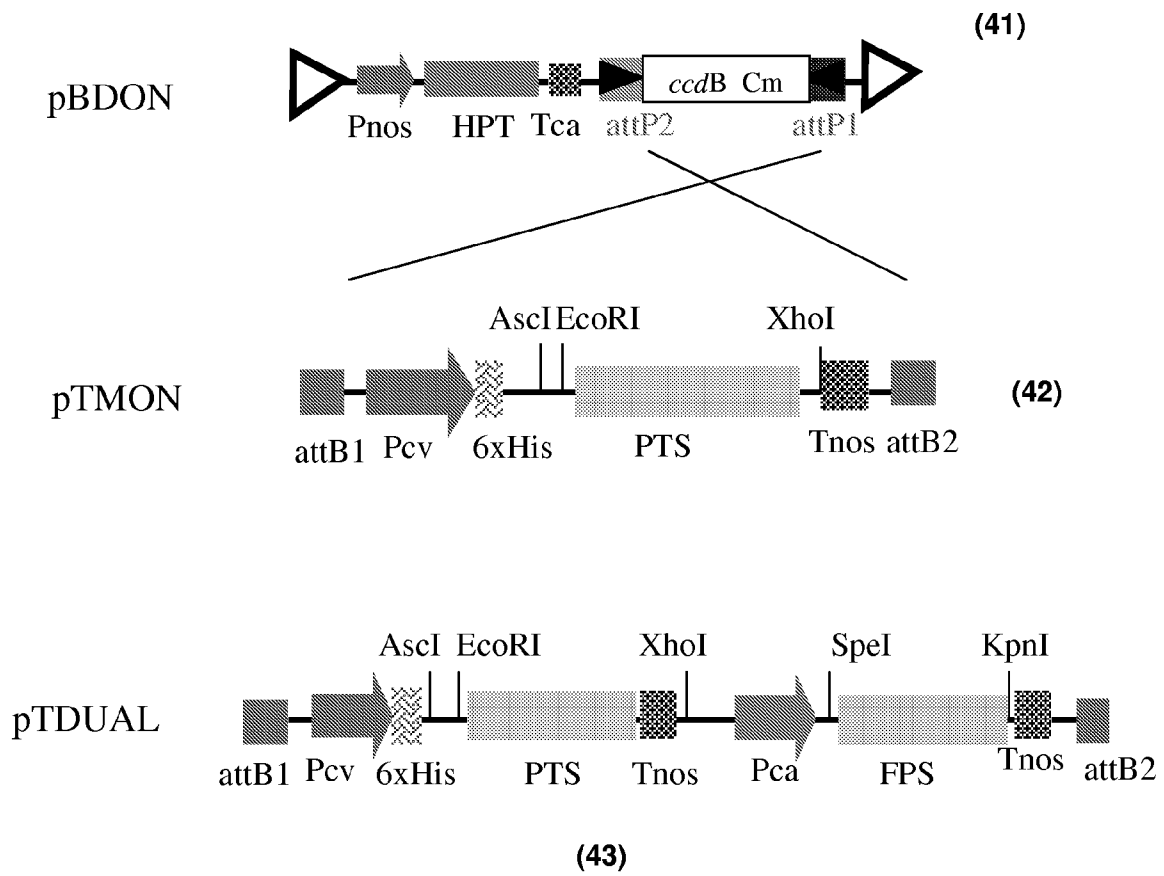 (41)
pBDON
ccdB Cm
Pnos HPT Tca attP2 attP1
AscI EcoRI XhoI
pTMON
(42)
attB1 Pcv 6xHis PTS Tnos attB2
AscI EcoRI XhoI SpeI KpnI
pTDUAL
attB1 Pcv 6xHis PTS Tnos Pca FPS Tnos attB2
(43)